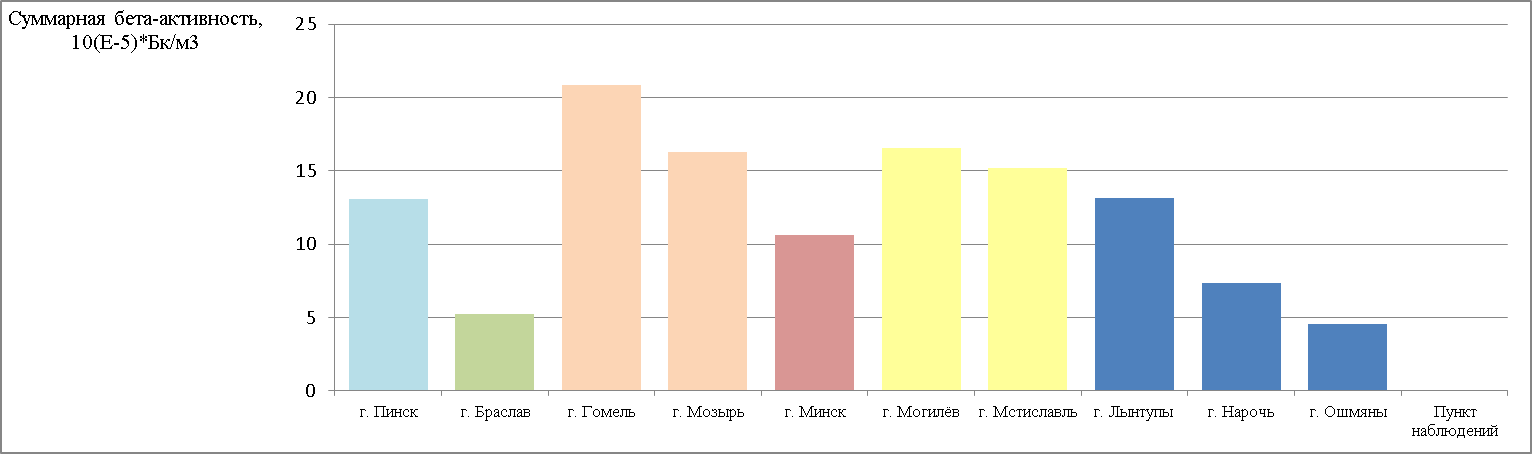 Суммарная бета-активность,
10(Е-5)*Бк/м3
25
20
15
10
5
0
г. Пинск
г. Браслав
г. Гомель
г. Мозырь
г. Минск
г. Могилёв
г. Мстиславль
г. Лынтупы
г. Нарочь
г. Ошмяны
Пункт
наблюдений